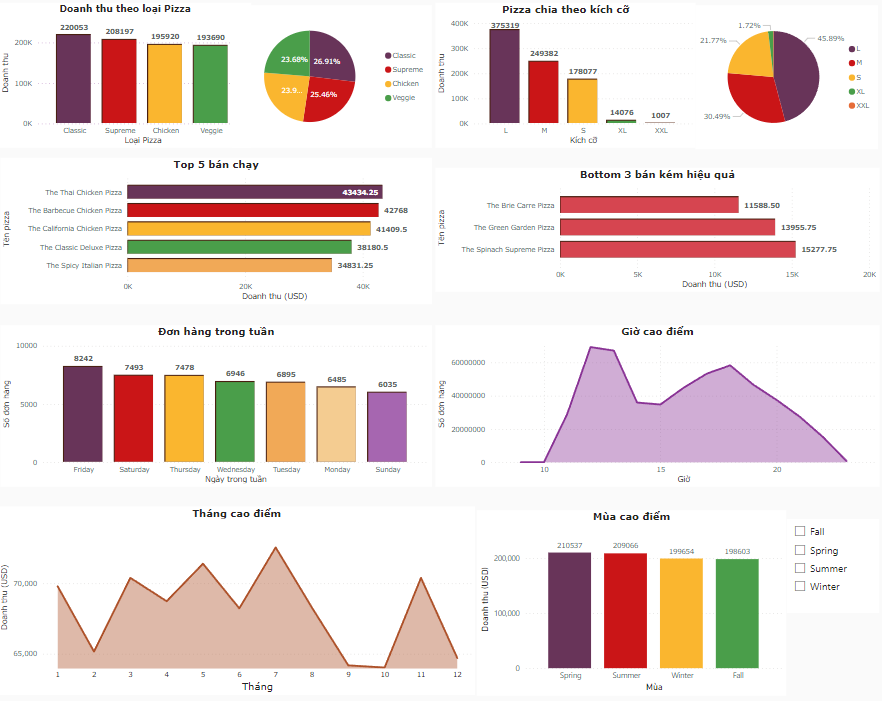 Doanh thu theo loại Pizza
Doanh thu
200K
100K
0K
220053
208197
195920
193690
Classic
Supreme
Chicken
Veggie
Loại Pizza
23.68%
26.91%
23.9...
25.46%
Classic
Supreme
Chicken
Veggie
Pizza chia theo kích cỡ
Doanh thu
400K
300K
200K
100K
0K
375319
249382
178077
14076
1007
L
M
S
XL
XXL
Kích cỡ
1.72%
21.77%
45.89%
30.49%
L
M
S
XL
XXL
Top 5 bán chạy
Tên pizza
The Thai Chicken Pizza
43434.25
The Barbecue Chicken Pizza
42768
The California Chicken Pizza
41409.5
The Classic Deluxe Pizza
38180.5
The Spicy Italian Pizza
34831.25
0K
20K
40K
Doanh thu (USD)
Bottom 3 bán kém hiệu quả
Tên pizza
The Brie Carre Pizza
11588.50
The Green Garden Pizza
13955.75
The Spinach Supreme Pizza
15277.75
0K
5K
10K
15K
20K
Doanh thu (USD)
Đơn hàng trong tuần
Số đơn hàng
10000
5000
0
8242
7493
7478
6946
6895
6485
6035
Friday
Saturday
Thursday
Wednesday
Tuesday
Monday
Sunday
Ngày trong tuần
Giờ cao điểm
Số đơn hàng
60000000
40000000
20000000
0
10
15
20
Giờ
Tháng cao điểm
Doanh thu (USD)
70,000
65,000
1
2
3
4
5
6
7
8
9
10
11
12
Tháng
Mùa cao điểm
Doanh thu (USD)
200,000
100,000
0
210537
209066
199654
198603
Spring
Summer
Winter
Fall
Mùa
Fall
Spring
Summer
Winter